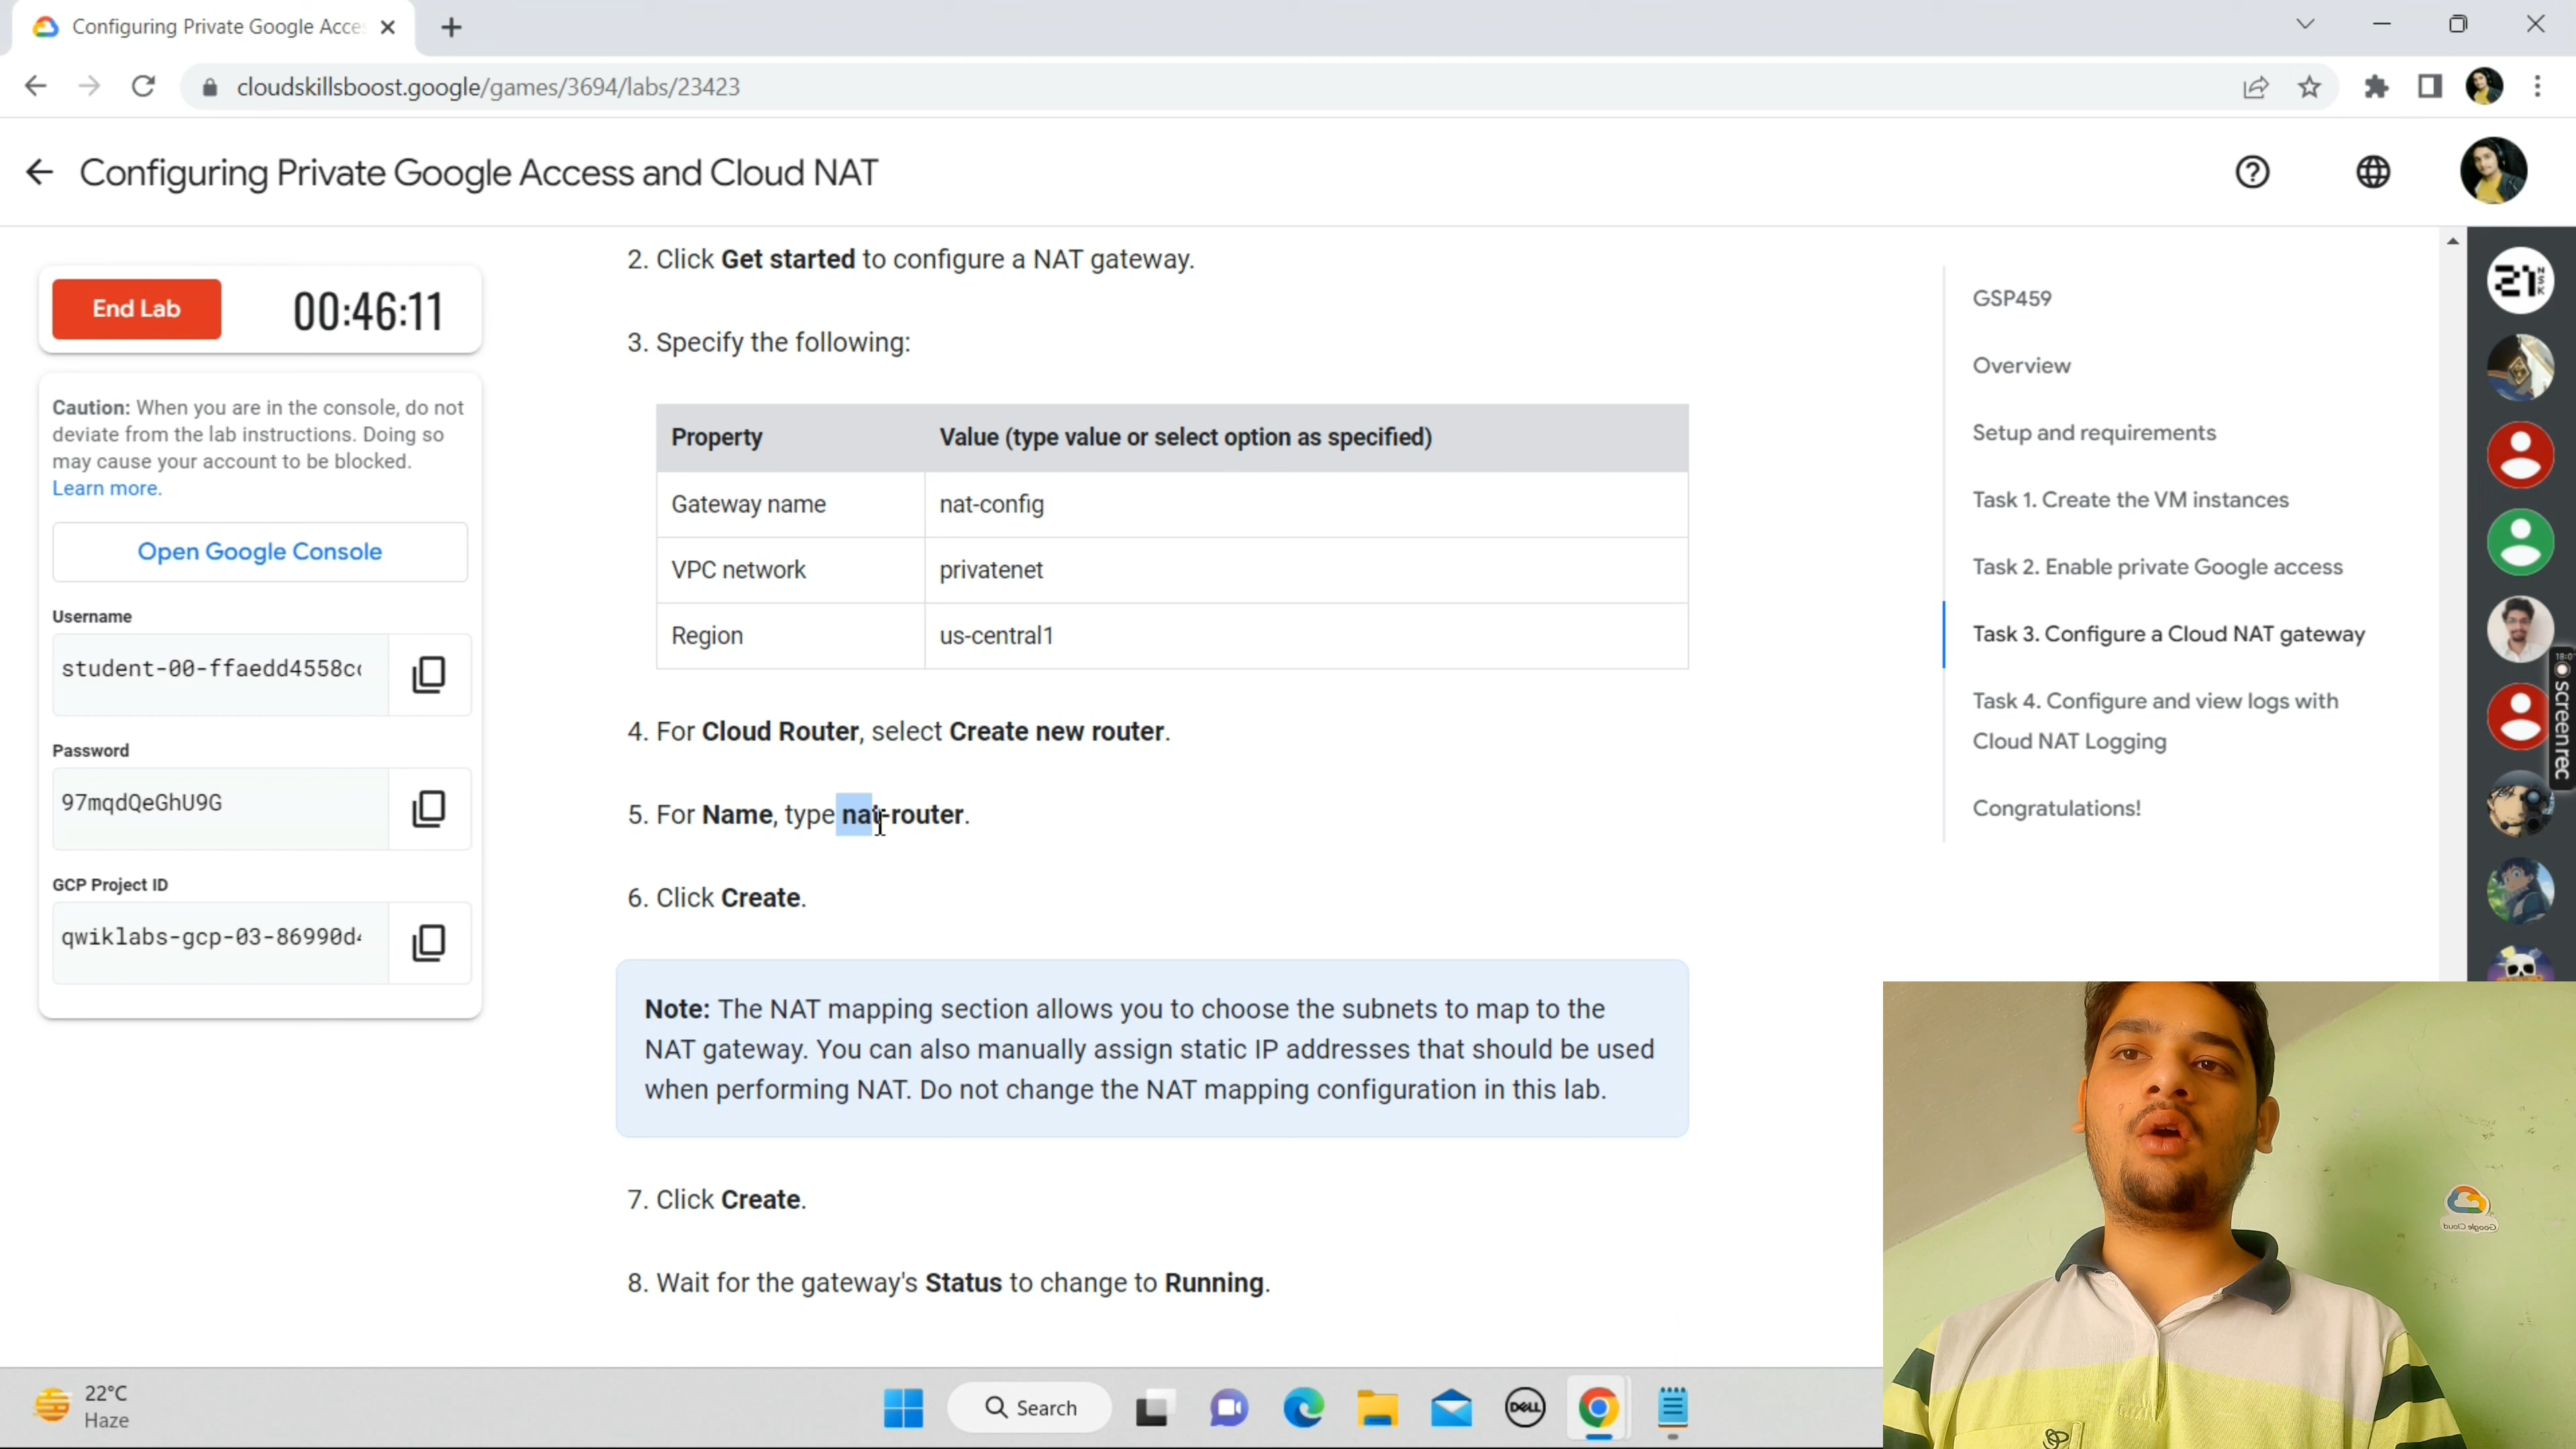 Configuring Private Google Acce
cloudskillsboost.google/games/3694/labs/23423
Configuring Private Google Access and Cloud NAT
End Lab
00:46:11
Caution: When you are in the console, do not
deviate from the lab instructions. Doing so
may cause your account to be blocked.
Learn more.
Open Google Console
Username
student-00-ffaedd4558c
Password
97mqdQeGhU9G
GCP Project ID
qwiklabs-gcp-03-86990d
2. Click Get started to configure a NAT gateway.
3. Specify the following:
Property Value (type value or select option as specified)
Gateway name nat-config
VPC network privatenet
Region us-central1
4. For Cloud Router, select Create new router.
5. For Name, type nat-router.
6. Click Create.
Note: The NAT mapping section allows you to choose the subnets to map to the
NAT gateway. You can also manually assign static IP addresses that should be used
when performing NAT. Do not change the NAT mapping configuration in this lab.
7. Click Create.
8. Wait for the gateway's Status to change to Running.
GSP459
Overview
Setup and requirements
Task 1. Create the VM instances
Task 2. Enable private Google access
Task 3. Configure a Cloud NAT gateway
Task 4. Configure and view logs with
Cloud NAT Logging
Congratulations!
21
NSK
screenrec
Google Cloud
22°C
Haze
Search
DELL